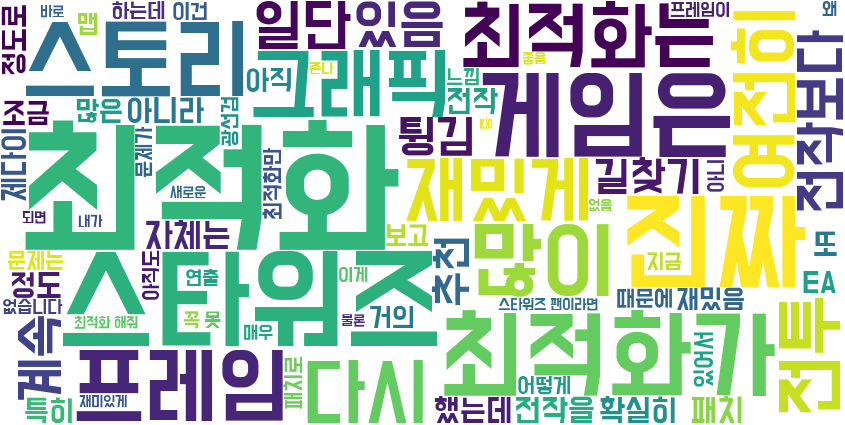 바로
하는데
이건
일단
있음
최적화는
프레임이
왜
정도로
맵
스토리
그래픽
존나
좋음
아직
느낌
전작
게임은
여전히
전작보다
조금
많은
아니라
광선검
튕김
KO
제다이
문제가
최적화
새로운
최적화만
재밌게
길찾기
아니
되면
내가
없음
진짜
자체는
보고
추천
많이
지금
또
문제는
정도
아직도
연출
이게
스타워즈
EA
없습니다
최적화 해줘
꼭
못
매우
물론
거의
스타워즈 팬이라면
때문에
재밌음
계속
프레임
패치로
다시
최적화가
있어서
전투
어떻게
특히
재미있게
했는데
전작을
확실히
패치